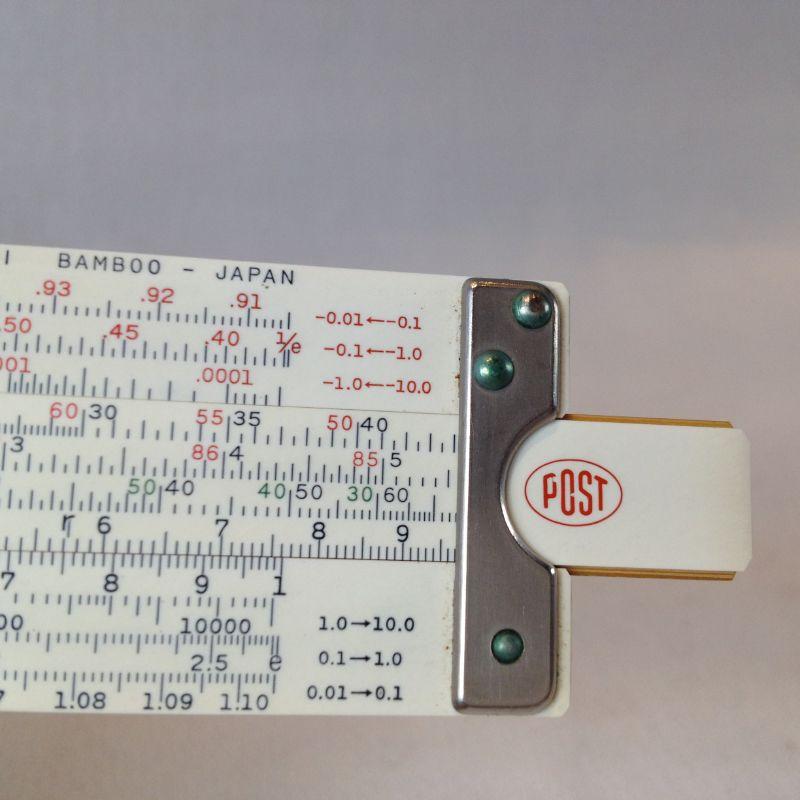 I BAMBOO - JAPAN
.93 .92 .91 -0.01←-0.1
.50 .45 .40 1/e -0.1←-1.0
001 .0001 -1.0←-10.0
60 30 55 35 50 40
3 86 4 85 5
50 40 40 50 30 60
r 6 7 8 9
POST
7 8 9 1
00 10000 1.0→10.0
2.5 e 0.1→1.0
7 1.08 1.09 1.10 0.01→0.1